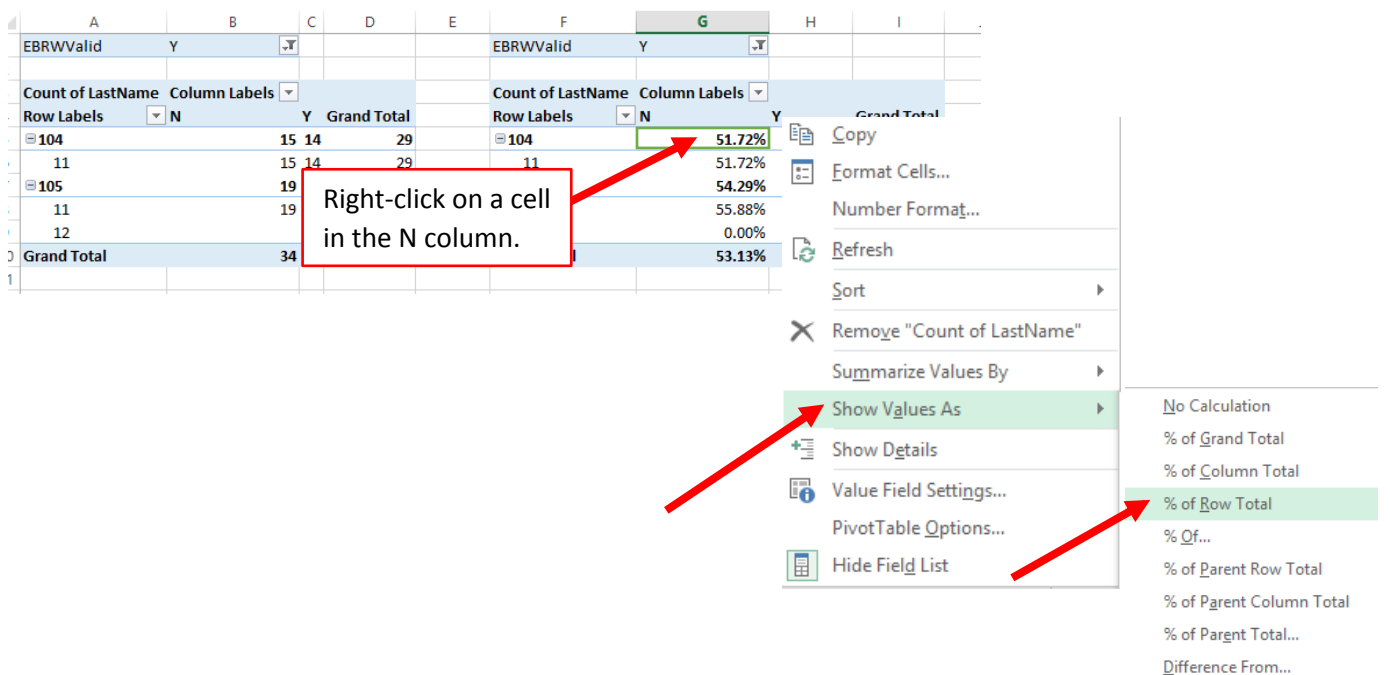 A B C D E F G H I
EBRWValid Y EBRWValid Y
Count of LastName Column Labels Count of LastName Column Labels
Row Labels N Y Grand Total Row Labels N Y Grand Total
104 15 14 29 104 51.72%
11 15 14 29 11 51.72%
105 19 54.29%
11 19 55.88%
12 0.00%
Grand Total 34 53.13%
Right-click on a cell
in the N column.
Copy
Format Cells...
Number Format...
Refresh
Sort
Remove "Count of LastName"
Summarize Values By
Show Values As
Show Details
Value Field Settings...
PivotTable Options...
Hide Field List
No Calculation
% of Grand Total
% of Column Total
% of Row Total
% Of...
% of Parent Row Total
% of Parent Column Total
% of Parent Total...
Difference From...